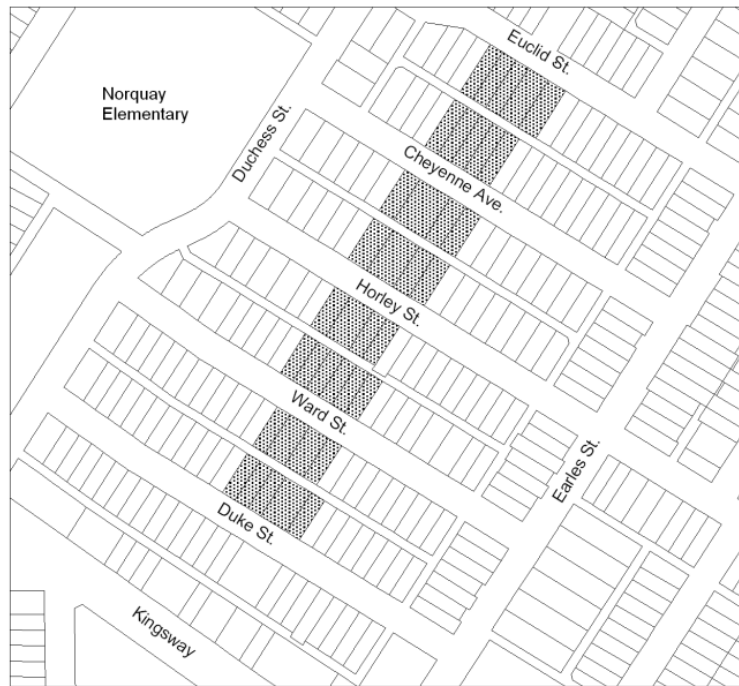 Euclid St.
Norquay
Elementary
Duchess St.
Cheyenne Ave.
Horley St.
Ward St.
Earles St.
Duke St.
Kingsway